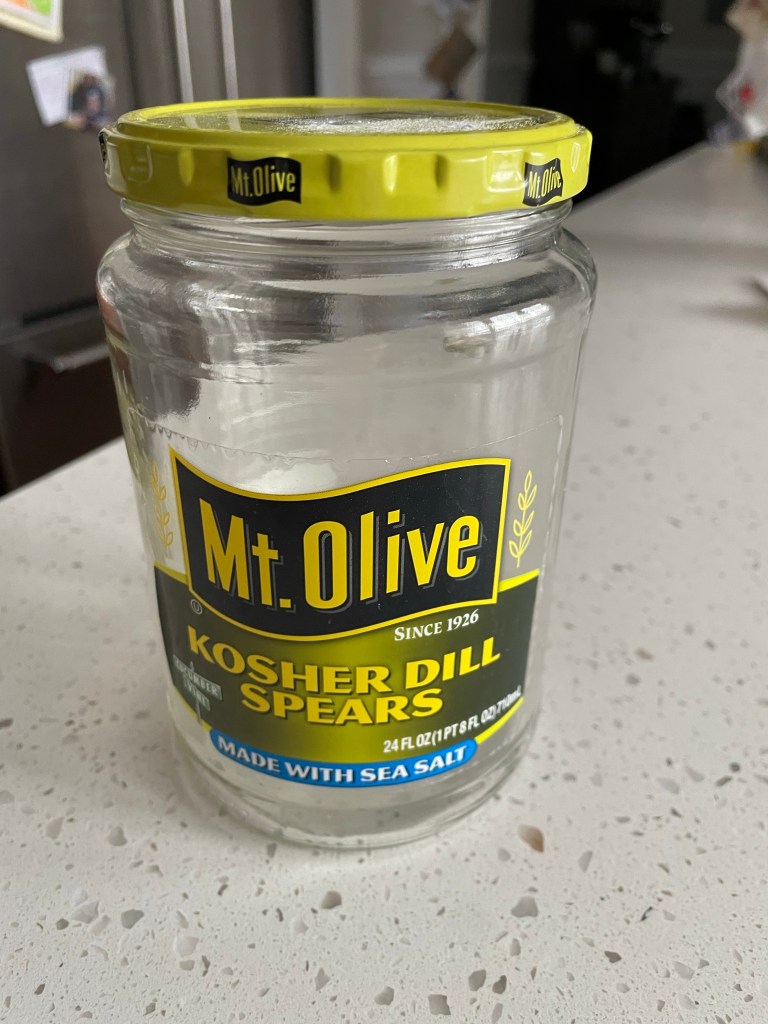 Mt.Olive
Mt.Olive
Mt.Olive
SINCE 1926
KOSHER DILL
SPEARS
24 FL OZ (1 PT 8 FL OZ) 710mL
MADE WITH SEA SALT